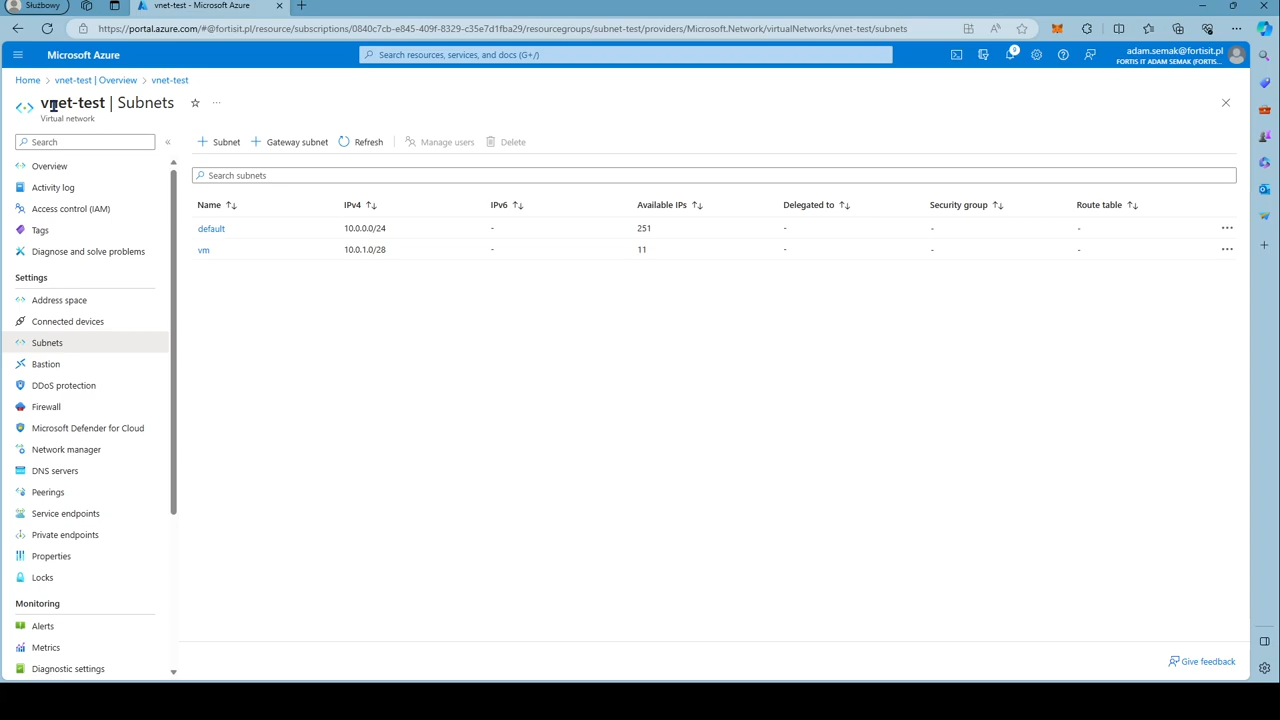 Służbowy
vnet-test - Microsoft Azure
https://portal.azure.com/#@fortisit.pl/resource/subscriptions/0840c7cb-e845-409f-8329-c35e7d1fba29/resourcegroups/subnet-test/providers/Microsoft.Network/virtualNetworks/vnet-test/subnets
Microsoft Azure
Search resources, services, and docs (G+/)
9
adam.semak@fortisit.pl
FORTIS IT ADAM SEMAK (FORTIS...
Home > vnet-test | Overview > vnet-test
vnet-test | Subnets
Virtual network
Search
Subnet Gateway subnet Refresh Manage users Delete
Search subnets
Name IPv4 IPv6 Available IPs Delegated to Security group Route table
default 10.0.0.0/24 - 251 - - -
vm 10.0.1.0/28 - 11 - - -
Overview
Activity log
Access control (IAM)
Tags
Diagnose and solve problems
Settings
Address space
Connected devices
Subnets
Bastion
DDoS protection
Firewall
Microsoft Defender for Cloud
Network manager
DNS servers
Peerings
Service endpoints
Private endpoints
Properties
Locks
Monitoring
Alerts
Metrics
Diagnostic settings
Give feedback